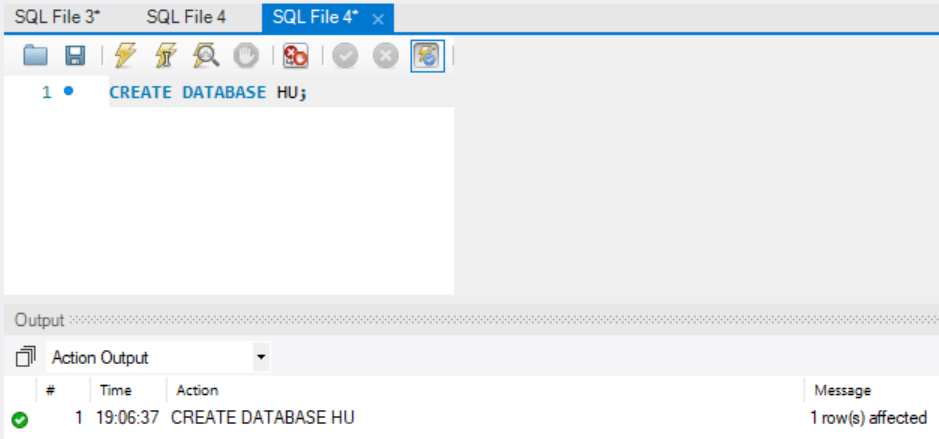 SQL File 3* SQL File 4 SQL File 4*
1 CREATE DATABASE HU;
Output
Action Output
# Time Action Message
1 19:06:37 CREATE DATABASE HU 1 row(s) affected